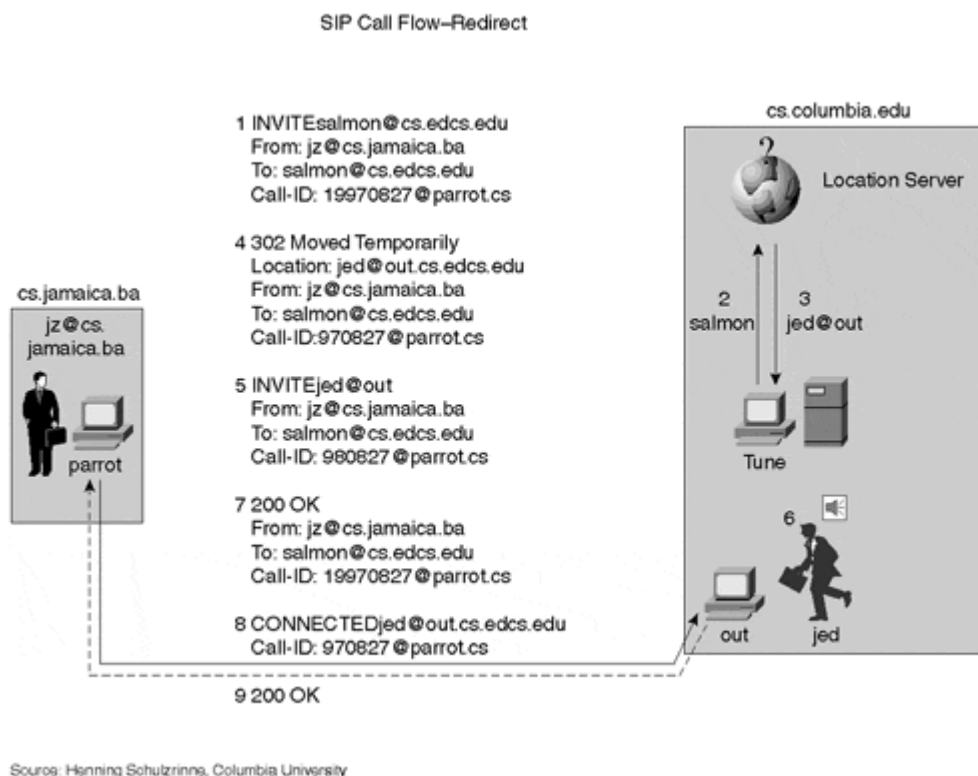 SIP Call Flow–Redirect
1 INVITEsalmon@cs.edcs.edu
From: jz@cs.jamaica.ba
To: salmon@cs.edcs.edu
Call-ID: 19970827@parrot.cs
4 302 Moved Temporarily
Location: jed@out.cs.edcs.edu
From: jz@cs.jamaica.ba
To: salmon@cs.edcs.edu
Call-ID:970827@parrot.cs
5 INVITEjed@out
From: jz@cs.jamaica.ba
To: salmon@cs.edcs.edu
Call-ID: 980827@parrot.cs
7 200 OK
From: jz@cs.jamaica.ba
To: salmon@cs.edcs.edu
Call-ID: 19970827@parrot.cs
8 CONNECTEDjed@out.cs.edcs.edu
Call-ID: 970827@parrot.cs
9 200 OK
cs.jamaica.ba
jz@cs.
jamaica.ba
parrot
cs.columbia.edu
?
Location Server
2
salmon
3
jed@out
Tune
6
out
jed
Source: Henning Schulzrinne, Columbia University